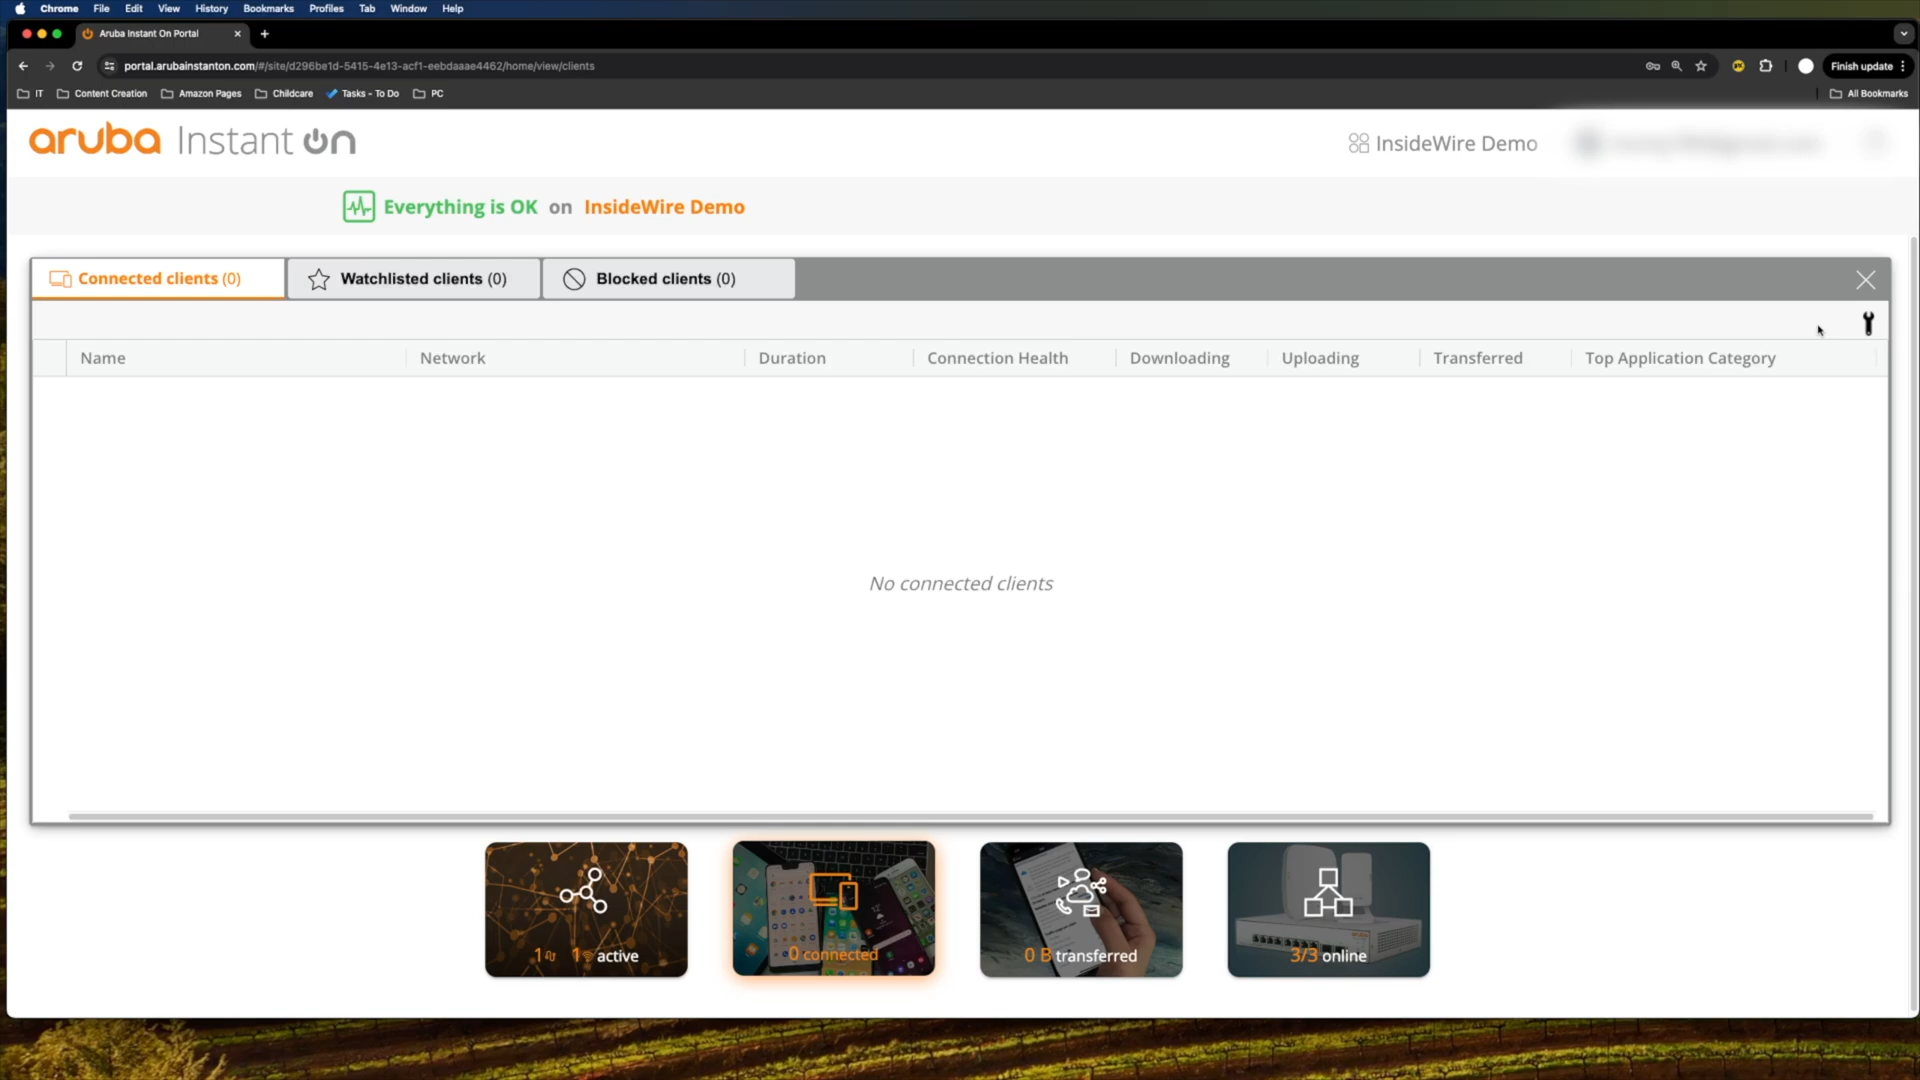 Chrome File Edit View History Bookmarks Profiles Tab Window Help
Aruba Instant On Portal
portal.arubainstanton.com/#/site/d296be1d-5415-4e13-acf1-eebdaaae4462/home/view/clients
Finish update
IT Content Creation Amazon Pages Childcare Tasks - To Do PC All Bookmarks
aruba Instant On InsideWire Demo
Everything is OK on InsideWire Demo
Connected clients (0) Watchlisted clients (0) Blocked clients (0)
Name Network Duration Connection Health Downloading Uploading Transferred Top Application Category
No connected clients
1 1 active 0 connected 0 B transferred 3/3 online